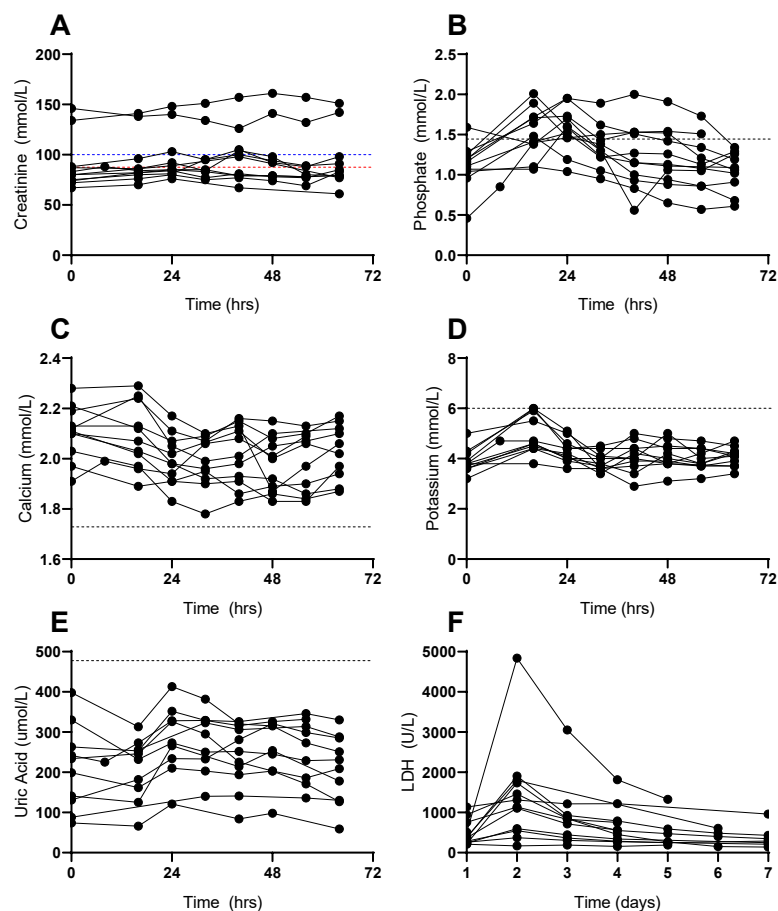 A
Creatinine (mmol/L)
200
150
100
50
0
0 24 48 72
Time (hrs)
B
Phosphate (mmol/L)
2.5
2.0
1.5
1.0
0.5
0.0
0 24 48 72
Time (hrs)
C
Calcium (mmol/L)
2.4
2.2
2.0
1.8
1.6
0 24 48 72
Time (hrs)
D
Potassium (mmol/L)
8
6
4
2
0
0 24 48 72
Time (hrs)
E
Uric Acid (umol/L)
500
400
300
200
100
0
0 24 48 72
Time (hrs)
F
LDH (U/L)
5000
4000
3000
2000
1000
0
1 2 3 4 5 6 7
Time (days)